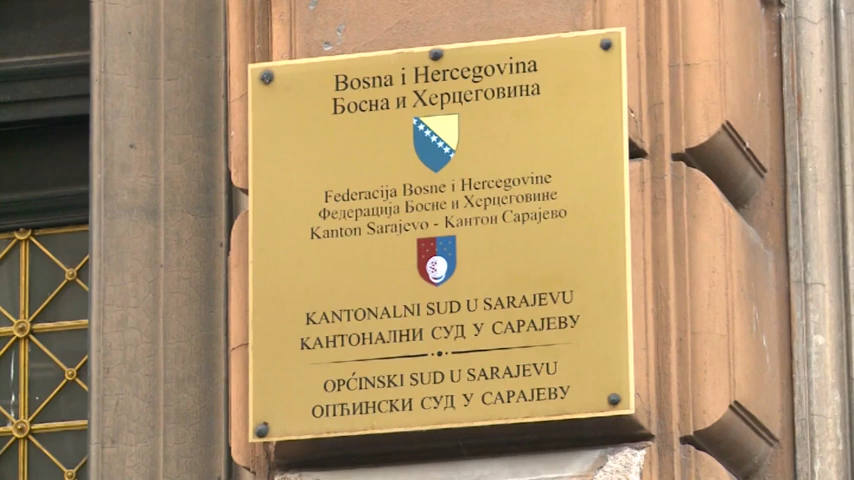 Bosna i Hercegovina
Босна и Херцеговина
Federacija Bosne i Hercegovine
Федерација Босне и Херцеговине
Kanton Sarajevo - Кантон Сарајево
KANTONALNI SUD U SARAJEVU
КАНТОНАЛНИ СУД У САРАЈЕВУ
OPĆINSKI SUD U SARAJEVU
ОПЋИНСКИ СУД У САРАЈЕВУ